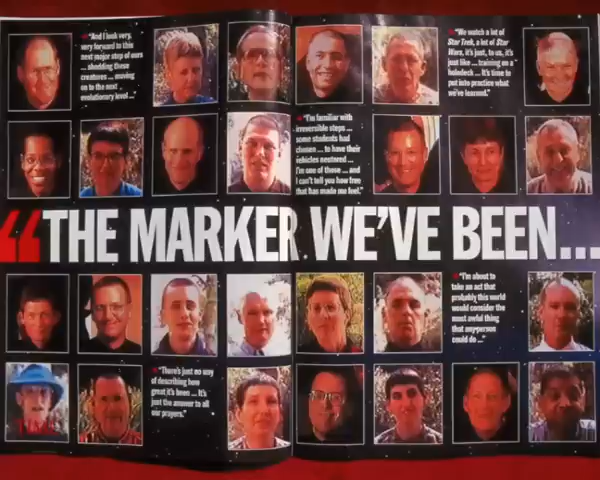 “And I look very,
very forward to this
next major step of ours
... shedding these
creatures ... moving
on to the next
evolutionary level ...”
“We watch a lot of
Star Trek, a lot of Star
Wars, it's just, to us, it's
just like ... training on a
holodeck ... It's time to
put into practice what
we've learned.”
“I'm familiar with
irreversible steps ...
some students had
chosen ... to have their
vehicles neutered ...
I'm one of those ... and
I can't tell you how free
that has made me feel.”
“THE MARKER WE'VE BEEN...
“I'm about to
take an act that
probably this world
would consider the
most awful thing
that any person
could do ...”
“There's just no way
of describing how
great it's been ... It's
just the answer to all
our prayers.”
TIME